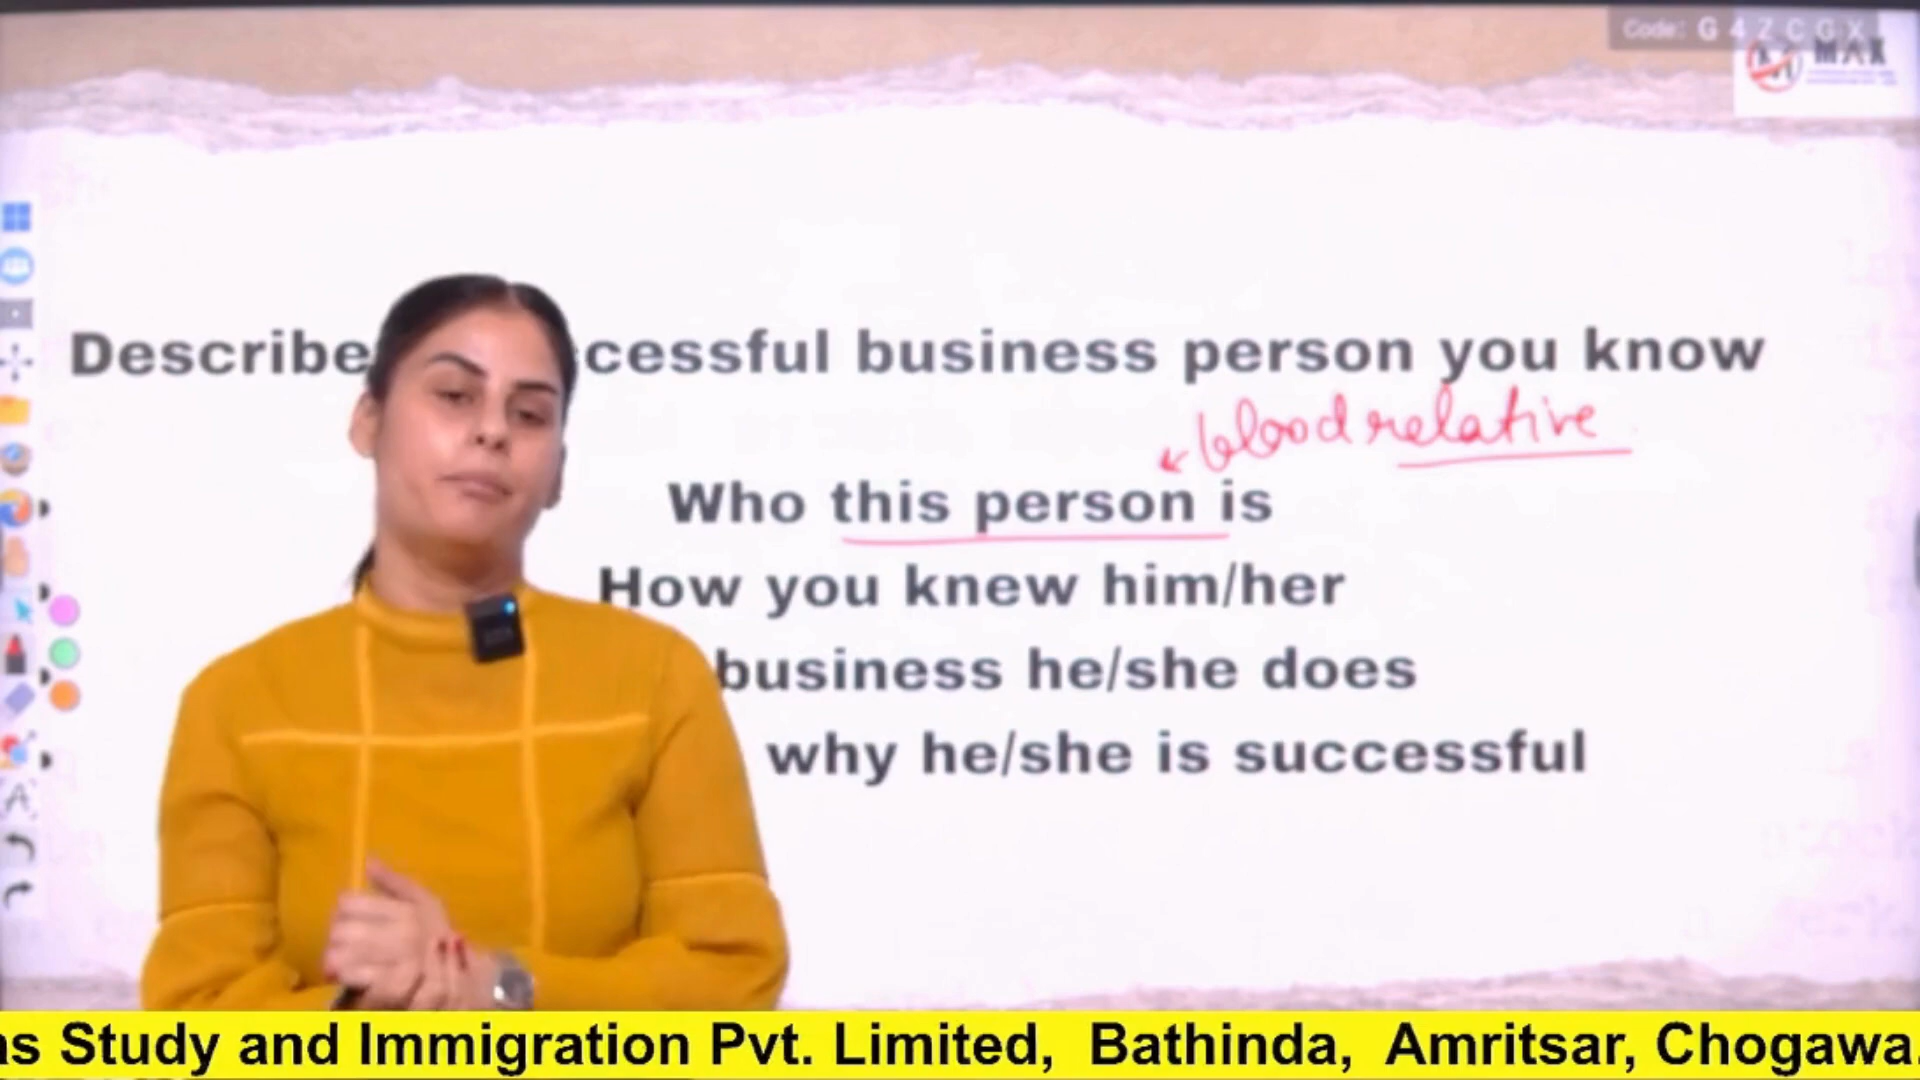 Code: G 4 Z C G X
MAX
Describe cessful business person you know
blood relative
Who this person is
How you knew him/her
business he/she does
why he/she is successful
as Study and Immigration Pvt. Limited, Bathinda, Amritsar, Chogawa.